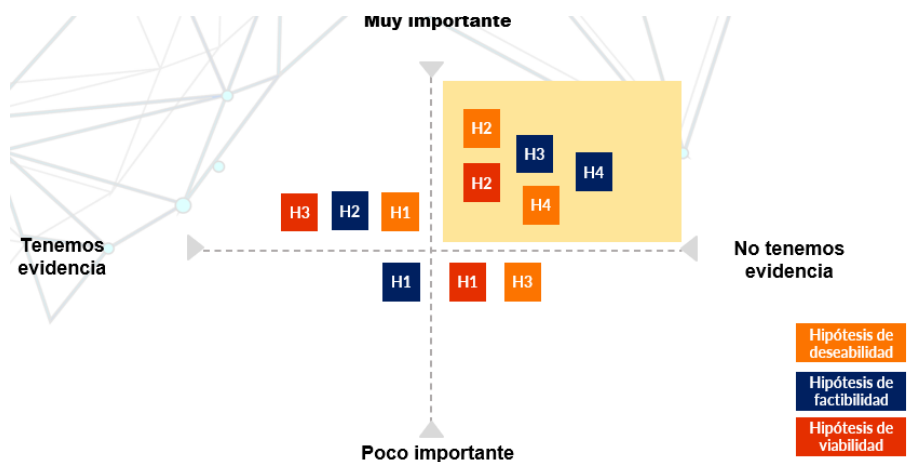 Muy importante
H2
H3
H4
H2
H4
H3
H2
H1
Tenemos
evidencia
No tenemos
evidencia
H1
H1
H3
Hipótesis de
deseabilidad
Hipótesis de
factibilidad
Hipótesis de
viabilidad
Poco importante